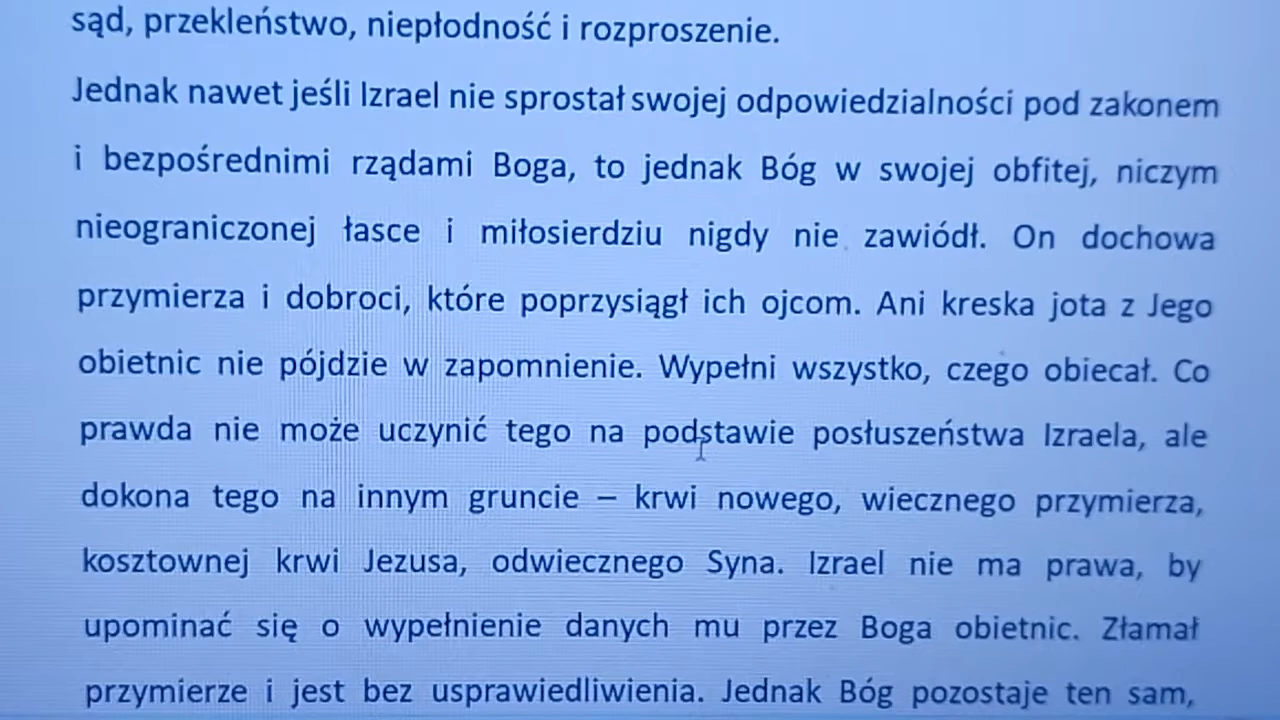 sąd, przekleństwo, niepłodność i rozproszenie.
Jednak nawet jeśli Izrael nie sprostał swojej odpowiedzialności pod zakonem
i bezpośrednimi rządami Boga, to jednak Bóg w swojej obfitej, niczym
nieograniczonej łasce i miłosierdziu nigdy nie zawiódł. On dochowa
przymierza i dobroci, które poprzysiągł ich ojcom. Ani kreska jota z Jego
obietnic nie pójdzie w zapomnienie. Wypełni wszystko, czego obiecał. Co
prawda nie może uczynić tego na podstawie posłuszeństwa Izraela, ale
dokona tego na innym gruncie – krwi nowego, wiecznego przymierza,
kosztownej krwi Jezusa, odwiecznego Syna. Izrael nie ma prawa, by
upominać się o wypełnienie danych mu przez Boga obietnic. Złamał
przymierze i jest bez usprawiedliwienia. Jednak Bóg pozostaje ten sam,